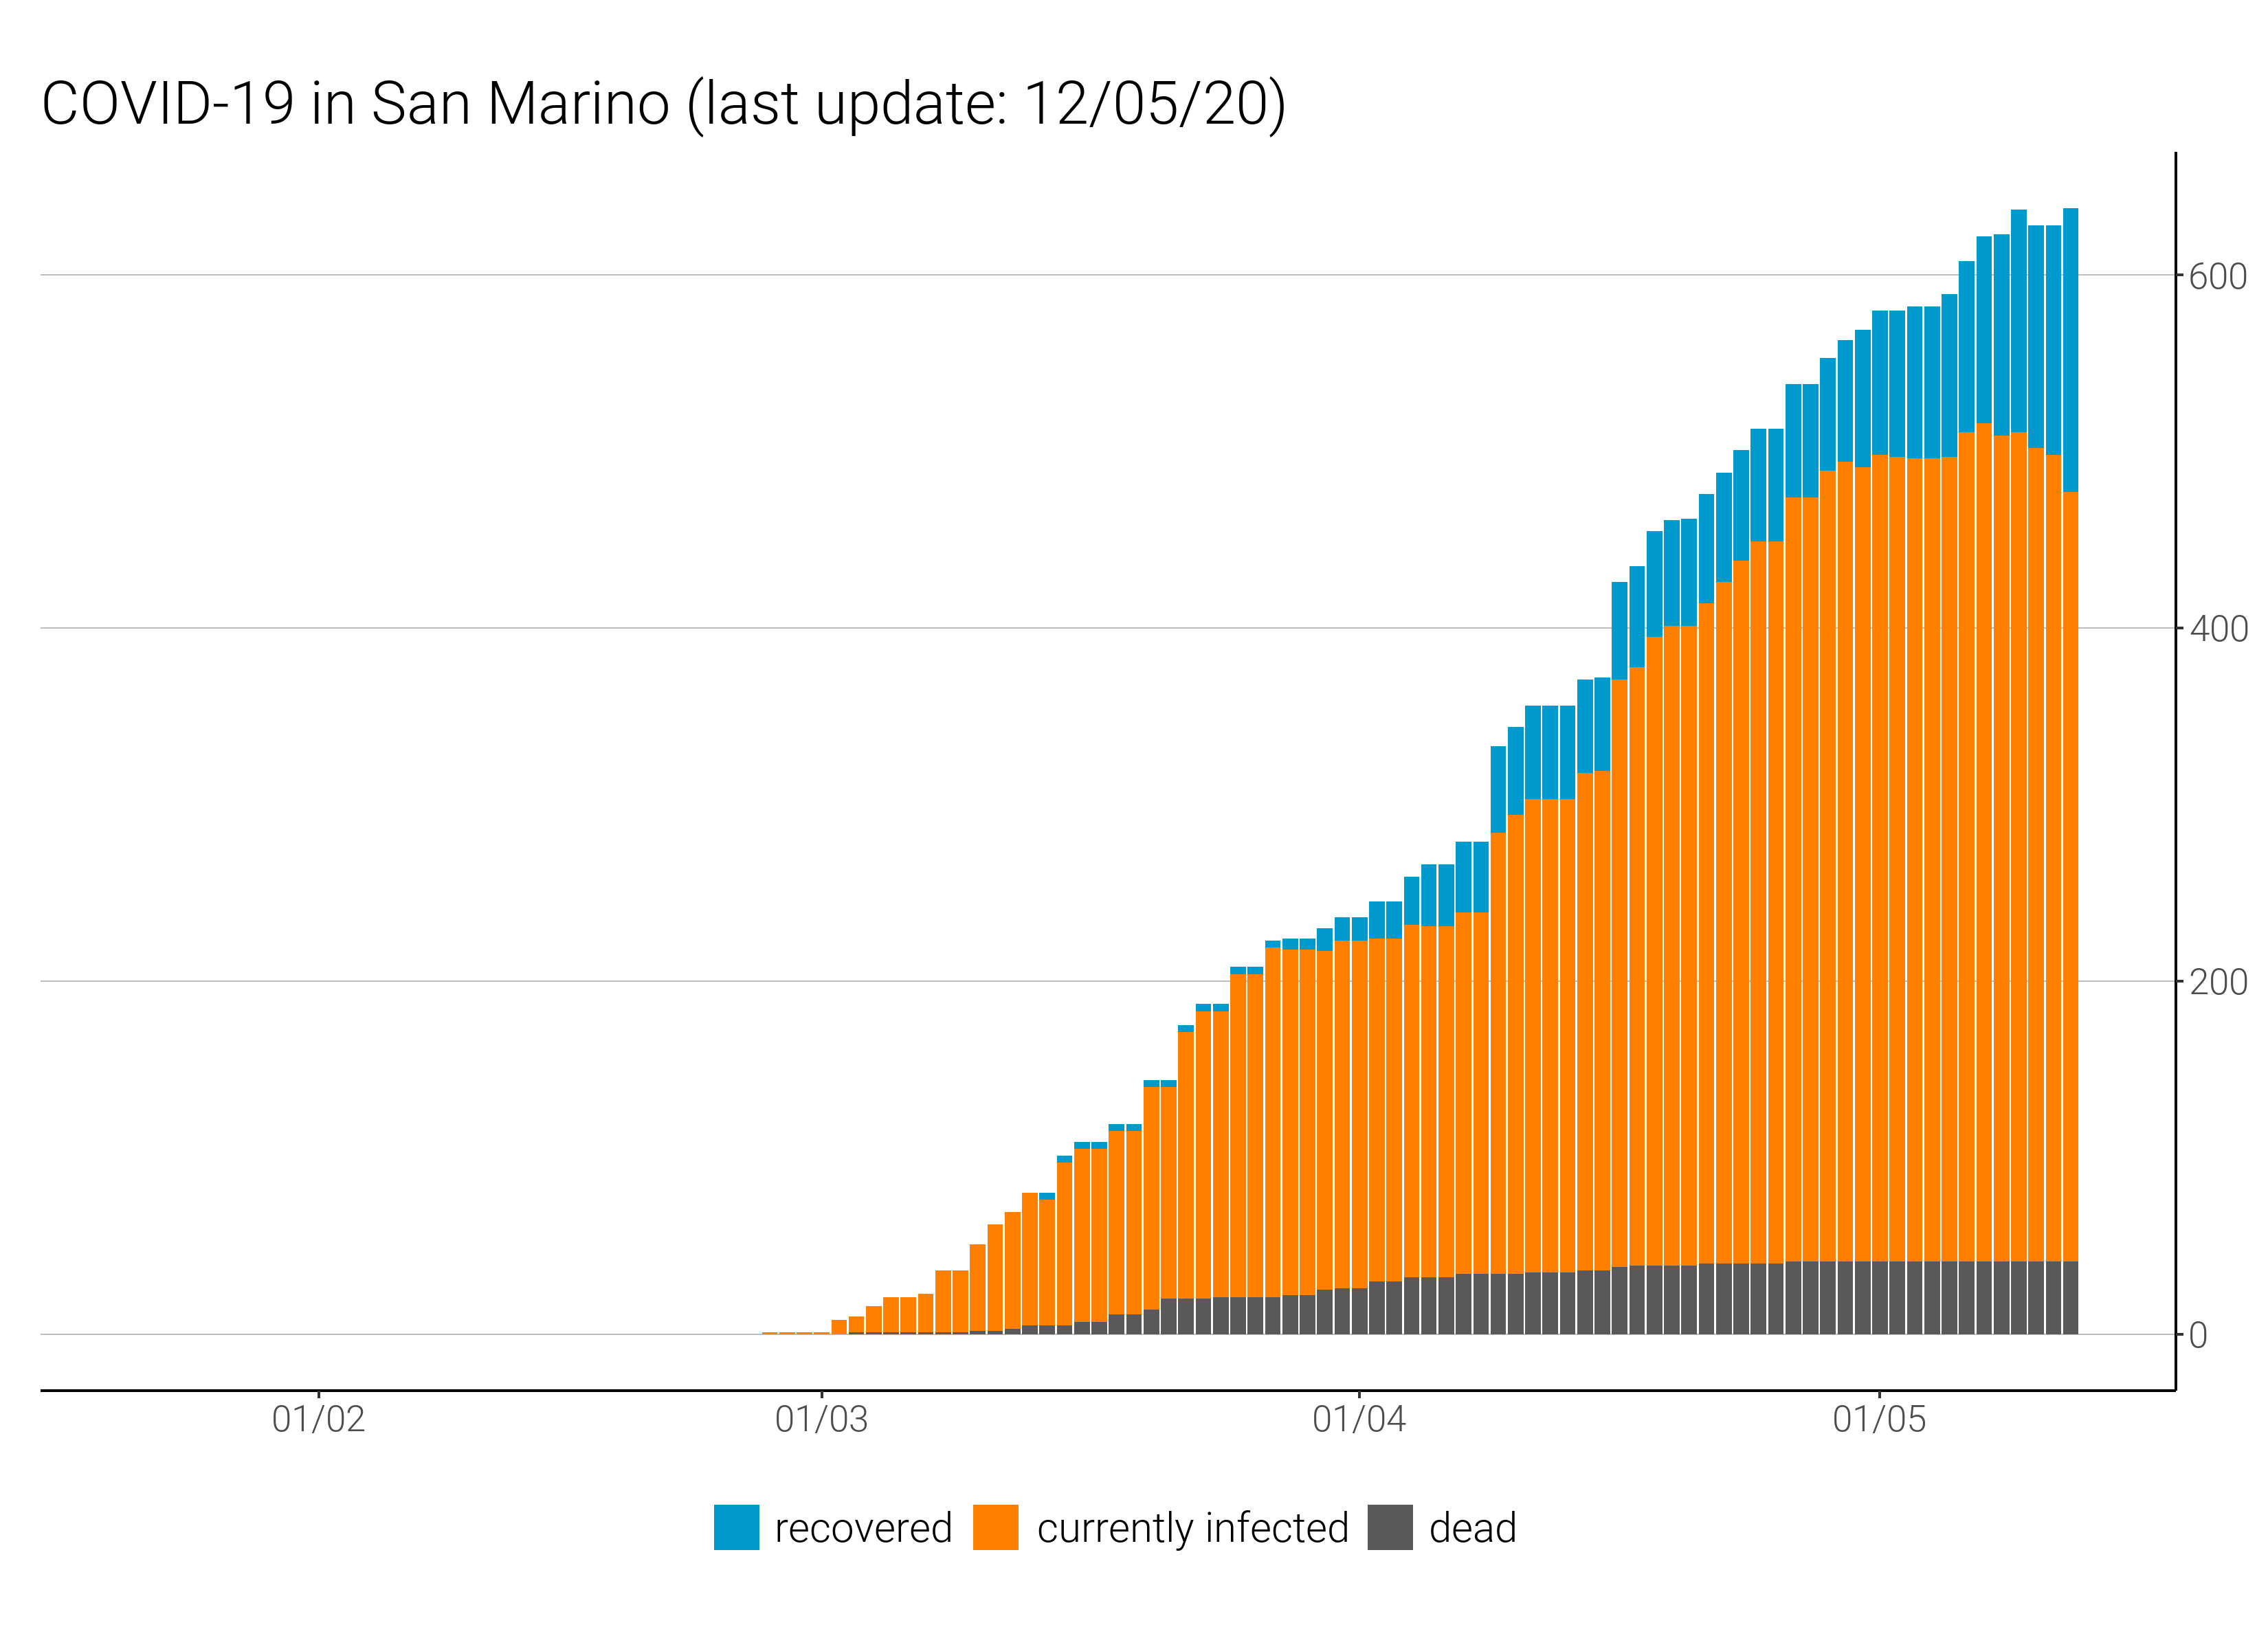 COVID-19 in San Marino (last update: 12/05/20)
600
400
200
0
01/02 01/03 01/04 01/05
recovered currently infected dead